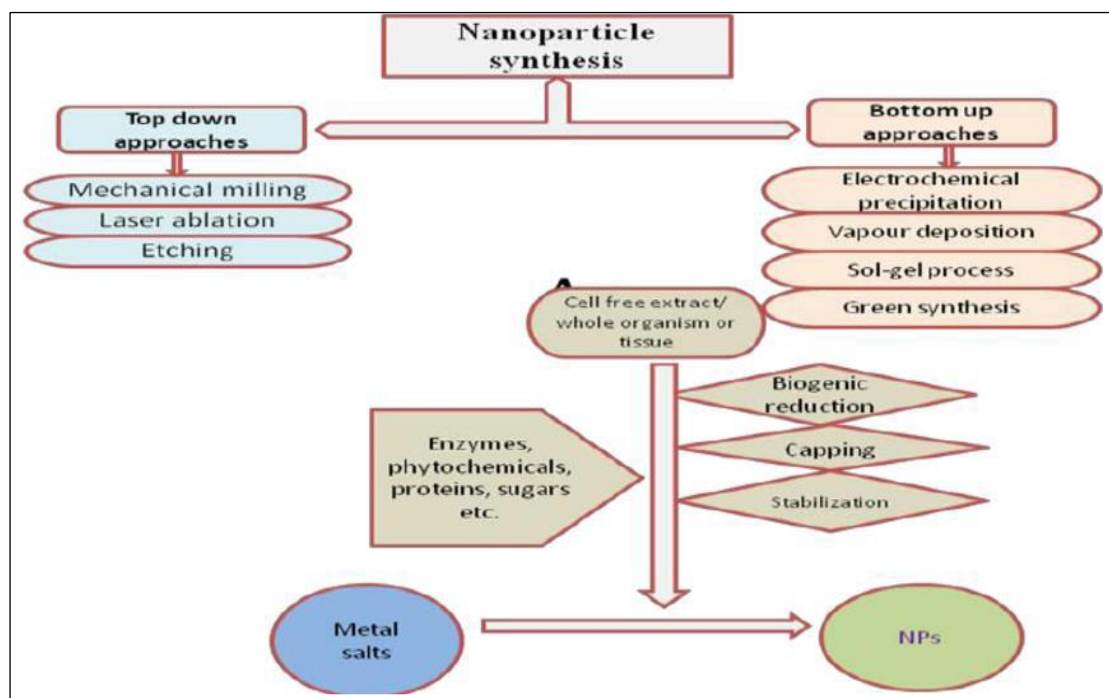 Nanoparticle
synthesis
Top down
approaches
Mechanical milling
Laser ablation
Etching
Bottom up
approaches
Electrochemical
precipitation
Vapour deposition
Sol-gel process
Green synthesis
Cell free extract/
whole organism or
tissue
Biogenic
reduction
Capping
Stabilization
Enzymes,
phytochemicals,
proteins, sugars
etc.
Metal
salts
NPs